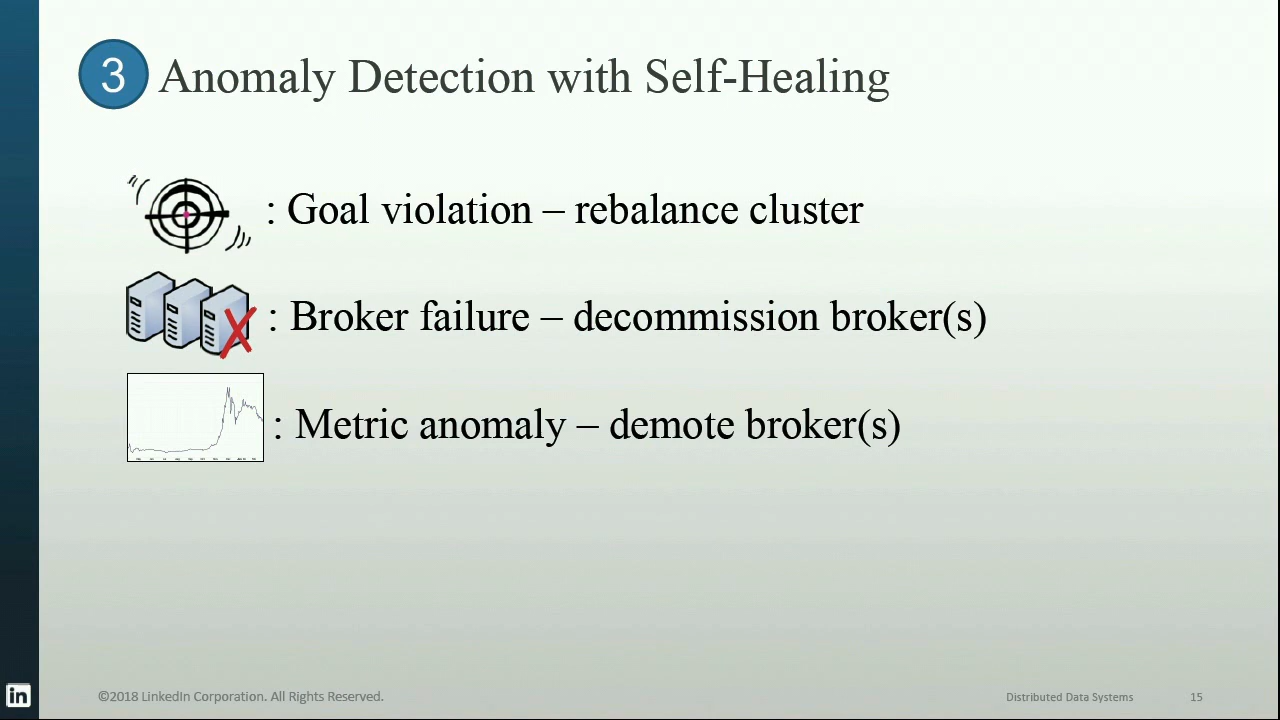 3 Anomaly Detection with Self-Healing
: Goal violation – rebalance cluster
: Broker failure – decommission broker(s)
: Metric anomaly – demote broker(s)
in
©2018 LinkedIn Corporation. All Rights Reserved. Distributed Data Systems 15